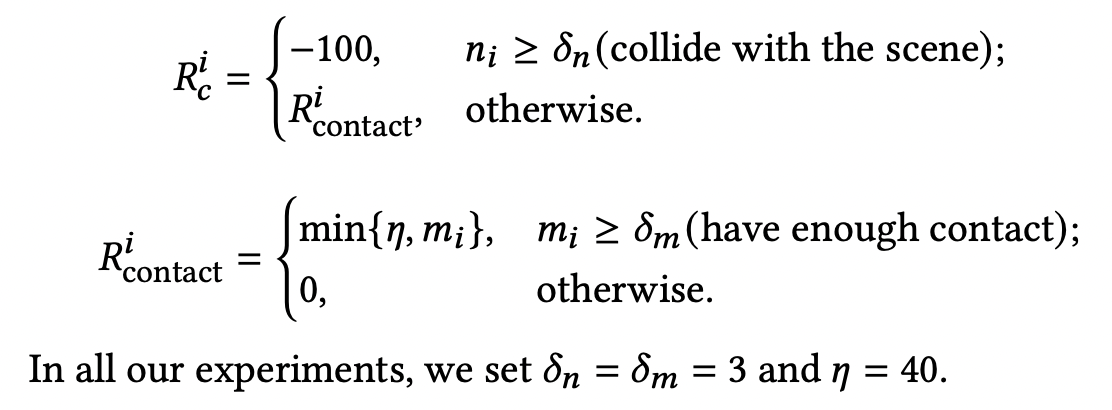 R_c^i = { −100, n_i ≥ δ_n (collide with the scene);
R_contact^i, otherwise.
R_contact^i = { min{η, m_i}, m_i ≥ δ_m (have enough contact);
0, otherwise.
In all our experiments, we set δ_n = δ_m = 3 and η = 40.